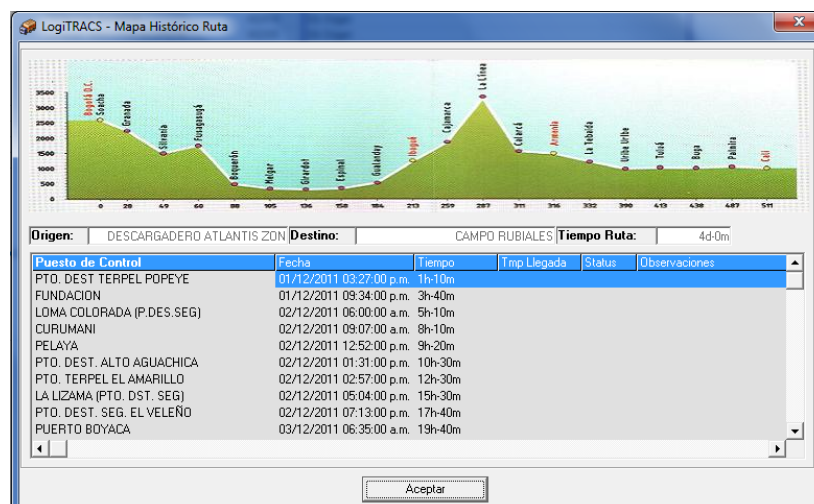 LogiTRACS - Mapa Histórico Ruta
3500
3000
2500
2000
1500
1000
500
0
Bogotá D.C.
Soacha
Granada
Silvania
Fusagasugá
Boquerón
Melgar
Girardot
Espinal
Gualanday
Ibagué
Cajamarca
La Línea
Calarcá
Armenia
La Tebaida
Uribe Uribe
Tuluá
Buga
Palmira
Cali
0 28 49 60 88 105 136 158 184 213 259 287 311 316 332 390 413 438 487 511
Origen: DESCARGADERO ATLANTIS ZON Destino: CAMPO RUBIALES Tiempo Ruta: 4d-0m
Puesto de Control Fecha Tiempo Tmp Llegada Status Observaciones
PTO. DEST TERPEL POPEYE 01/12/2011 03:27:00 p.m. 1h-10m
FUNDACION 01/12/2011 09:34:00 p.m. 3h-40m
LOMA COLORADA (P.DES.SEG) 02/12/2011 06:00:00 a.m. 5h-10m
CURUMANI 02/12/2011 09:07:00 a.m. 8h-10m
PELAYA 02/12/2011 12:52:00 p.m. 9h-20m
PTO. DEST. ALTO AGUACHICA 02/12/2011 01:31:00 p.m. 10h-30m
PTO. TERPEL EL AMARILLO 02/12/2011 02:57:00 p.m. 12h-30m
LA LIZAMA (PTO. DST. SEG) 02/12/2011 05:04:00 p.m. 15h-30m
PTO. DEST. SEG. EL VELEÑO 02/12/2011 07:13:00 p.m. 17h-40m
PUERTO BOYACA 03/12/2011 06:35:00 a.m. 19h-40m
Aceptar